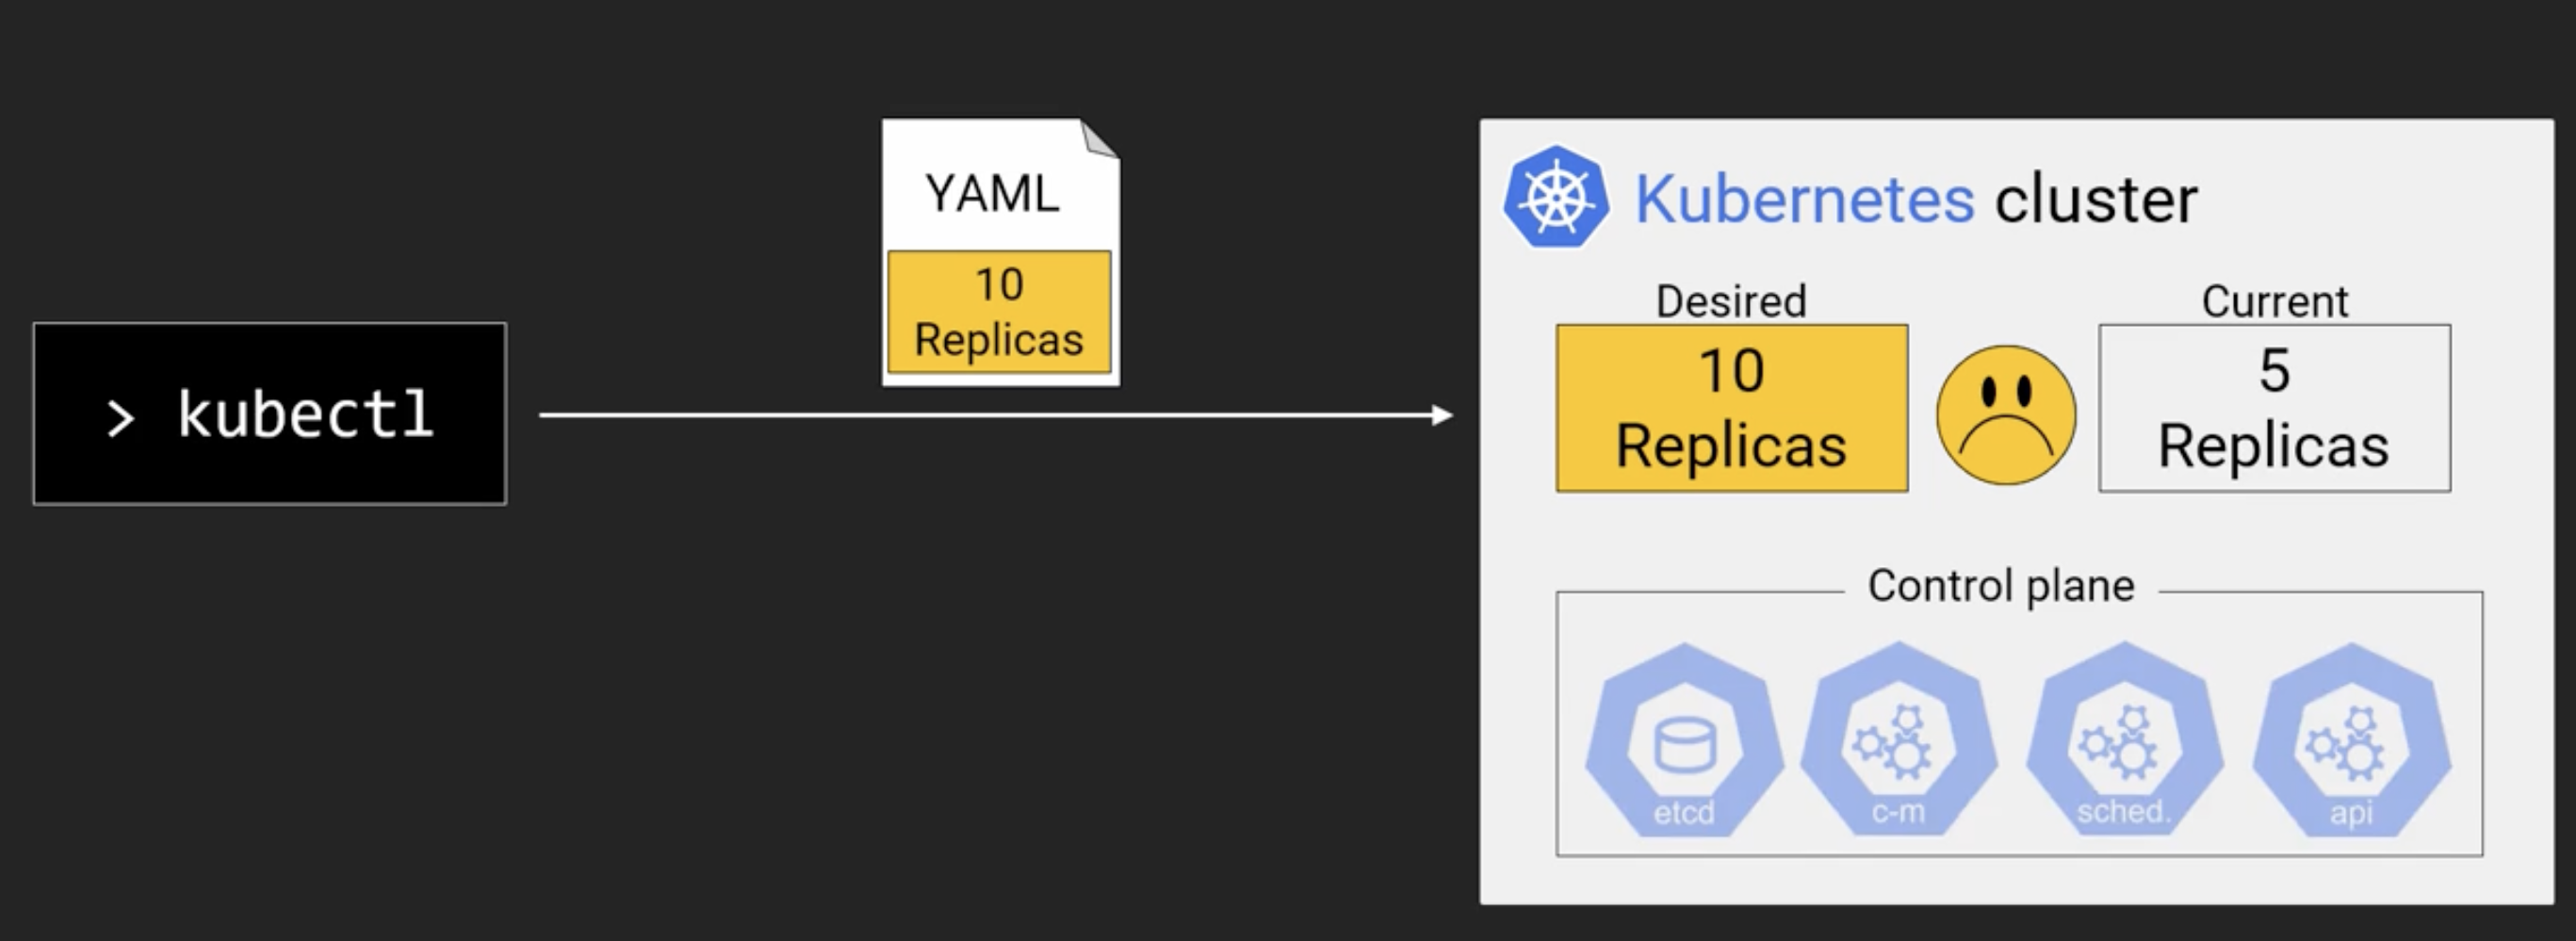 YAML
10
Replicas
> kubectl
Kubernetes cluster
Desired
10
Replicas
Current
5
Replicas
Control plane
etcd
c-m
sched.
api